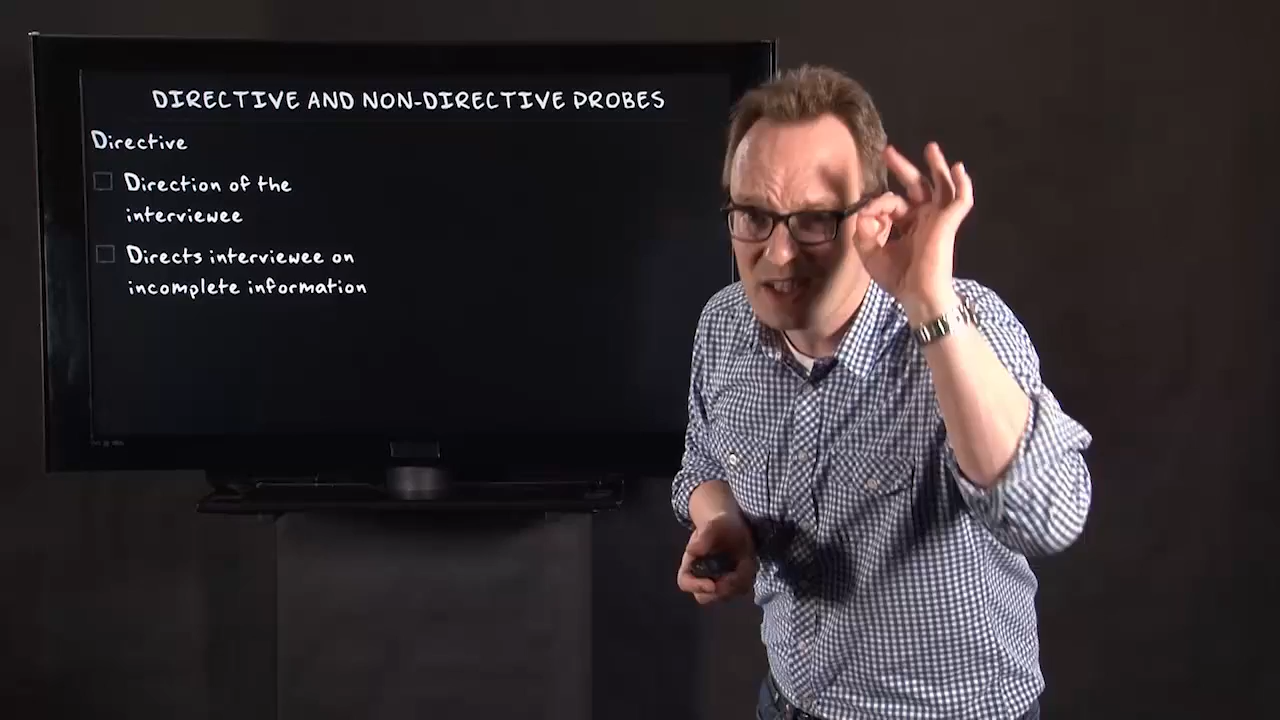 DIRECTIVE AND NON-DIRECTIVE PROBES
Directive
Direction of the
interviewee
Directs interviewee on
incomplete information